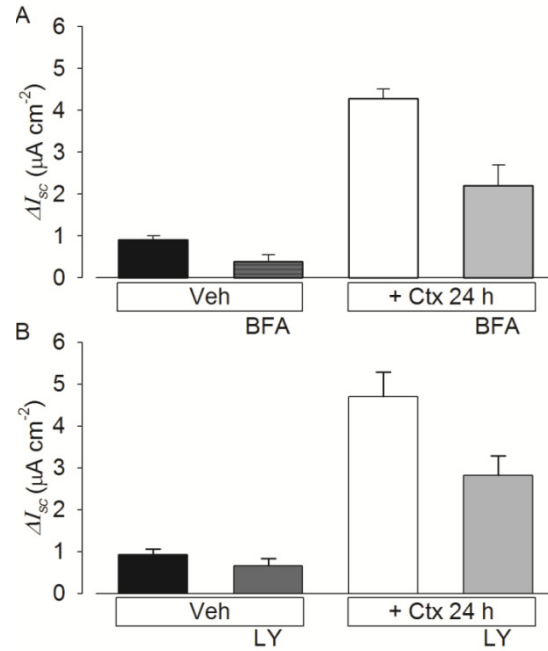 A
6
5
4
3
2
1
0
ΔIsc (μA cm-2)
Veh
+ Ctx 24 h
BFA
BFA
B
6
5
4
3
2
1
0
ΔIsc (μA cm-2)
Veh
+ Ctx 24 h
LY
LY